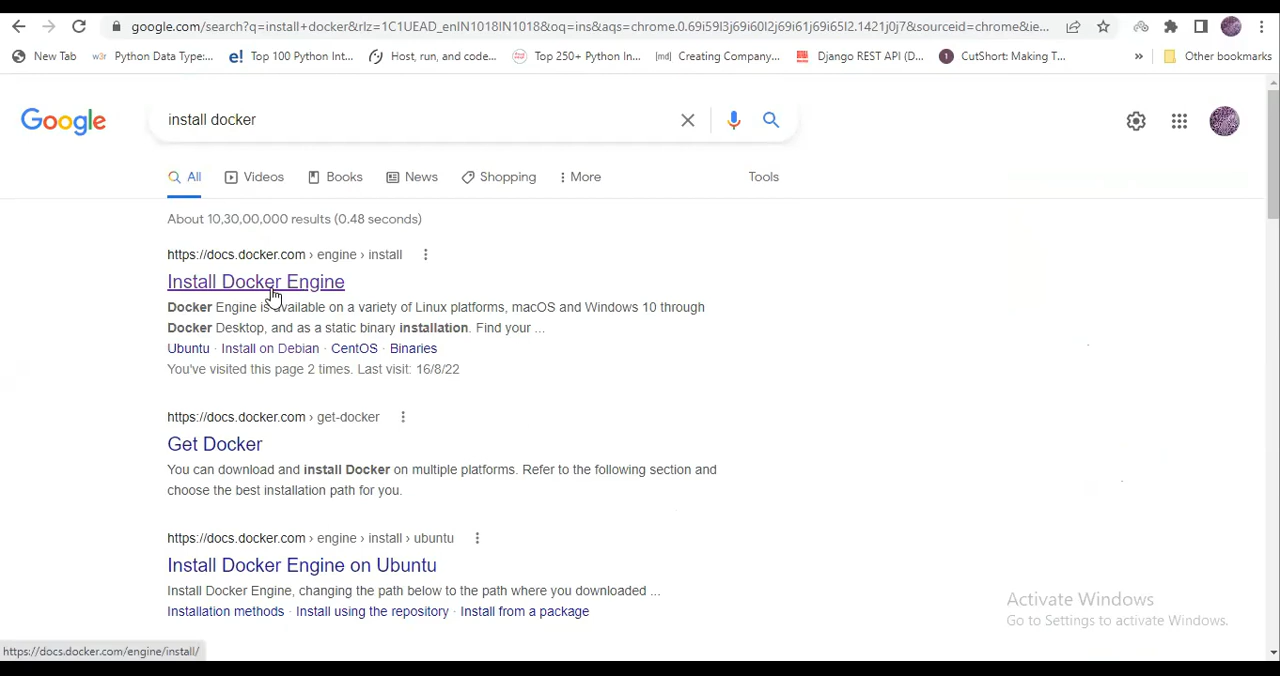 google.com/search?q=install+docker&rlz=1C1UEAD_enIN1018IN1018&oq=ins&aqs=chrome.0.69i59l3j69i60l2j69i61j69i65l2.1421j0j7&sourceid=chrome&ie...
New Tab
Python Data Type:...
Top 100 Python Int...
Host, run, and code...
Top 250+ Python In...
Creating Company...
Django REST API (D...
CutShort: Making T...
»
Other bookmarks
Google
install docker
All
Videos
Books
News
Shopping
More
Tools
About 10,30,00,000 results (0.48 seconds)
https://docs.docker.com › engine › install
Install Docker Engine
Docker Engine is available on a variety of Linux platforms, macOS and Windows 10 through
Docker Desktop, and as a static binary installation. Find your ...
Ubuntu · Install on Debian · CentOS · Binaries
You've visited this page 2 times. Last visit: 16/8/22
https://docs.docker.com › get-docker
Get Docker
You can download and install Docker on multiple platforms. Refer to the following section and
choose the best installation path for you.
https://docs.docker.com › engine › install › ubuntu
Install Docker Engine on Ubuntu
Install Docker Engine, changing the path below to the path where you downloaded ...
Installation methods · Install using the repository · Install from a package
Activate Windows
Go to Settings to activate Windows.
https://docs.docker.com/engine/install/